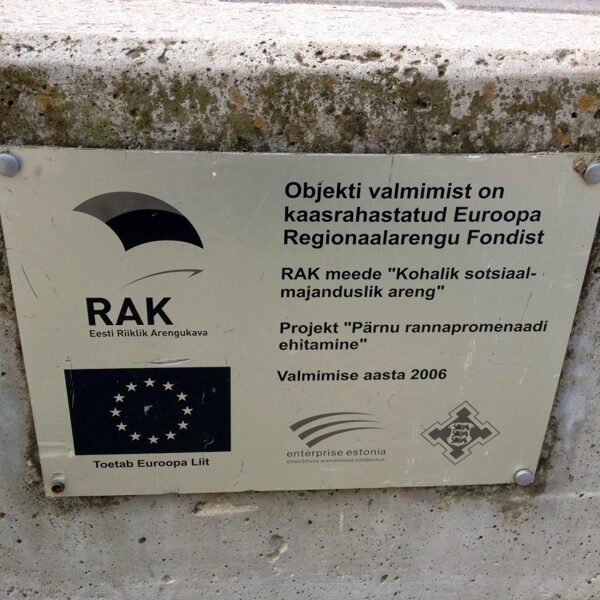 Objekti valmimist on
kaasrahastatud Euroopa
Regionaalarengu Fondist
RAK meede "Kohalik sotsiaal-
majanduslik areng"
Projekt "Pärnu rannapromenaadi
ehitamine"
Valmimise aasta 2006
RAK
Eesti Riiklik Arengukava
Toetab Euroopa Liit
enterprise estonia
ettevõtluse arendamise sihtasutus